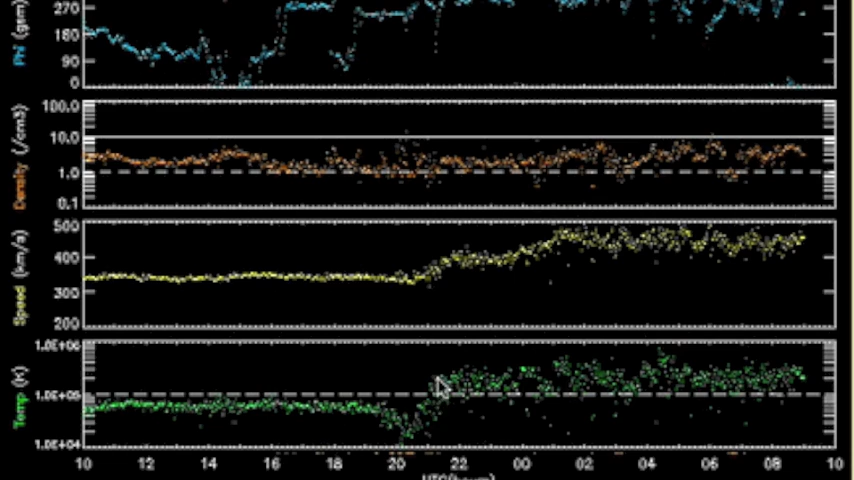 Phi (gsm)
270
180
90
0
Density (/cm3)
100.0
10.0
1.0
0.1
Speed (km/s)
500
400
300
200
Temp (K)
1.0E+06
1.0E+05
1.0E+04
10 12 14 16 18 20 22 00 02 04 06 08 10